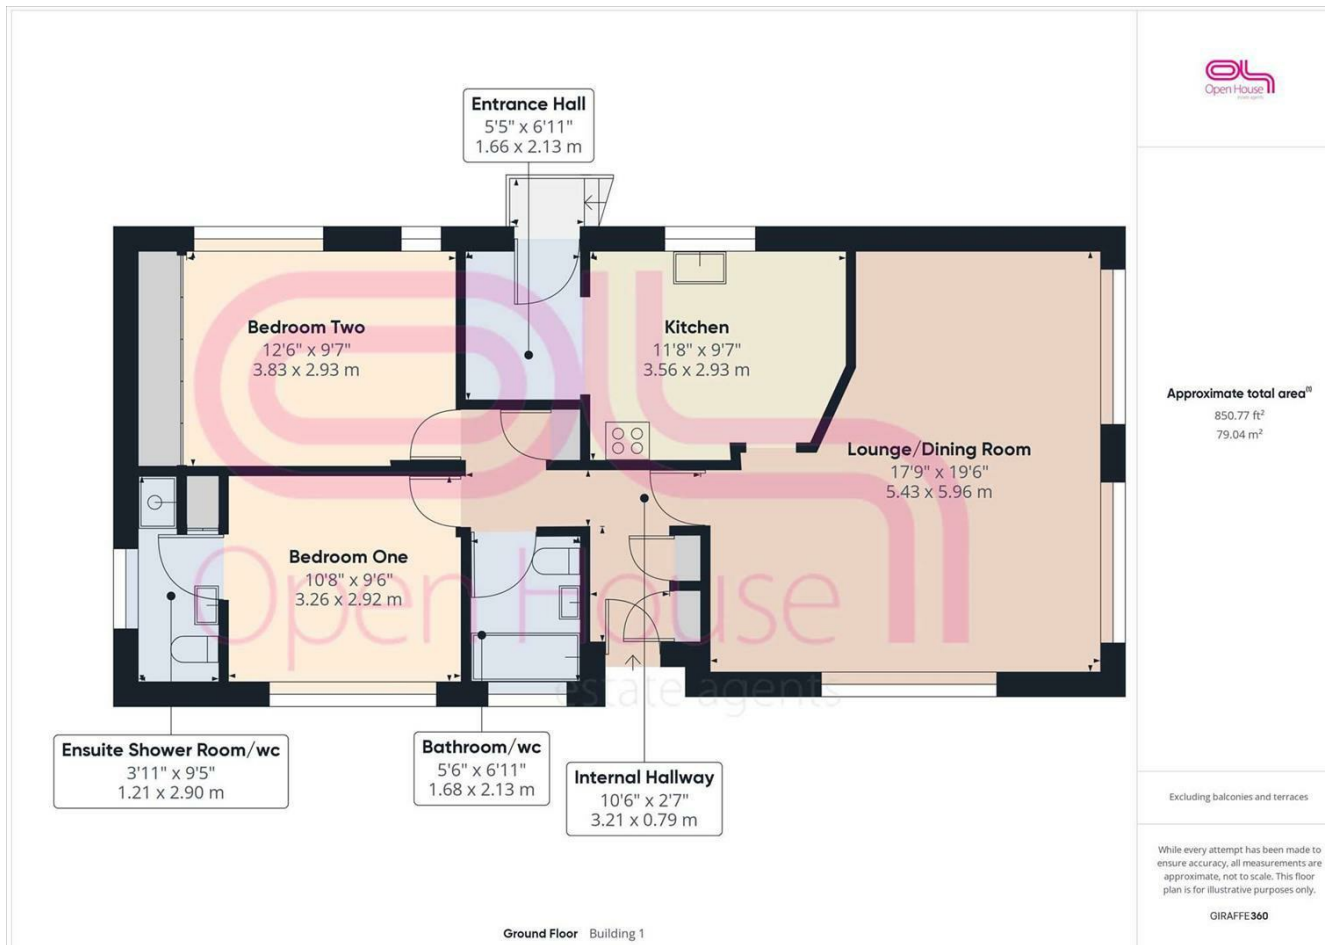 Entrance Hall
5'5" x 6'11"
1.66 x 2.13 m
Open House
estate agents
Bedroom Two
12'6" x 9'7"
3.83 x 2.93 m
Kitchen
11'8" x 9'7"
3.56 x 2.93 m
Lounge/Dining Room
17'9" x 19'6"
5.43 x 5.96 m
Approximate total area⁽¹⁾
850.77 ft²
79.04 m²
Bedroom One
10'8" x 9'6"
3.26 x 2.92 m
Open House
estate agents
Ensuite Shower Room/wc
3'11" x 9'5"
1.21 x 2.90 m
Bathroom/wc
5'6" x 6'11"
1.68 x 2.13 m
Internal Hallway
10'6" x 2'7"
3.21 x 0.79 m
Excluding balconies and terraces
While every attempt has been made to
ensure accuracy, all measurements are
approximate, not to scale. This floor
plan is for illustrative purposes only.
GIRAFFE360
Ground Floor Building 1